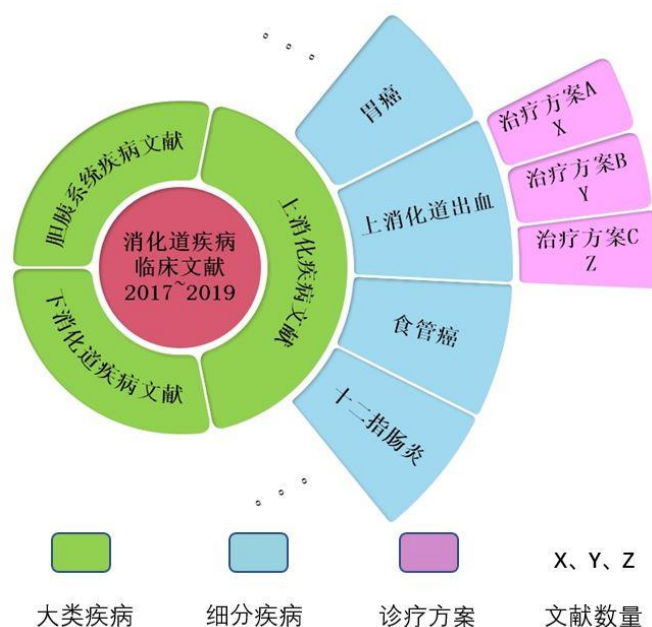 消化道疾病
临床文献
2017~2019
胆胰系统疾病文献
上消化疾病文献
下消化道疾病文献
胃癌
上消化道出血
食管癌
十二指肠炎
治疗方案A
X
治疗方案B
Y
治疗方案C
Z
X、Y、Z
大类疾病
细分疾病
诊疗方案
文献数量